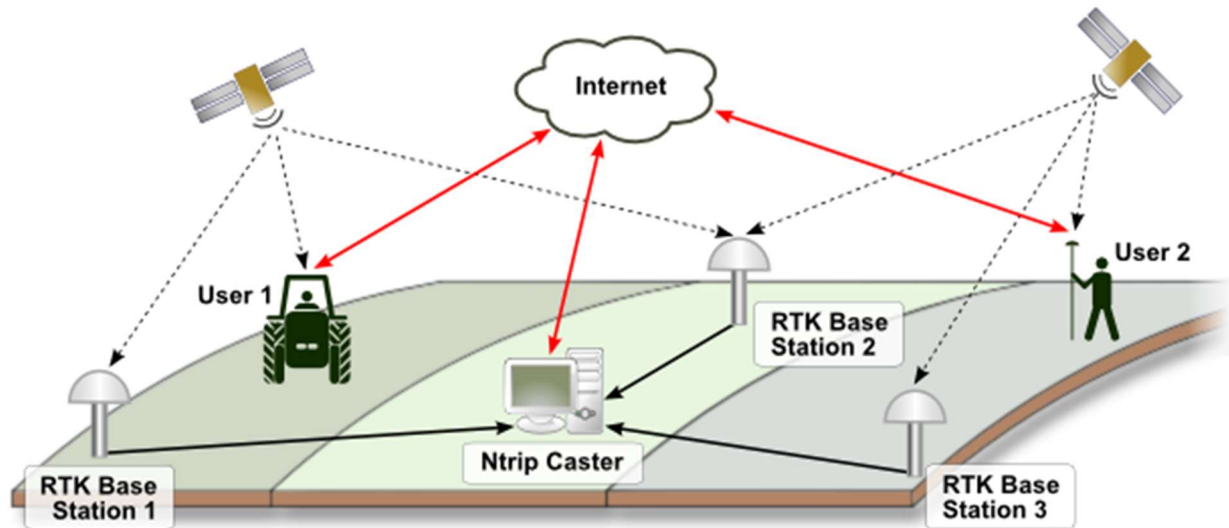 Internet
User 1
User 2
RTK Base
Station 2
Ntrip Caster
RTK Base
Station 1
RTK Base
Station 3